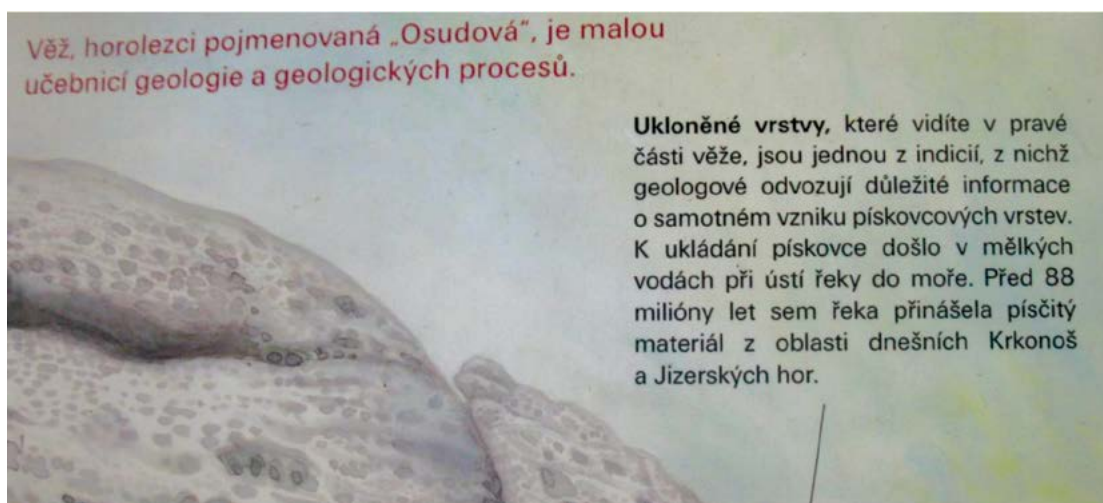 Věž, horolezci pojmenovaná „Osudová“, je malou
učebnicí geologie a geologických procesů.
Ukloněné vrstvy, které vidíte v pravé
části věže, jsou jednou z indicií, z nichž
geologové odvozují důležité informace
o samotném vzniku pískovcových vrstev.
K ukládání pískovce došlo v mělkých
vodách při ústí řeky do moře. Před 88
milióny let sem řeka přinášela písčitý
materiál z oblasti dnešních Krkonoš
a Jizerských hor.